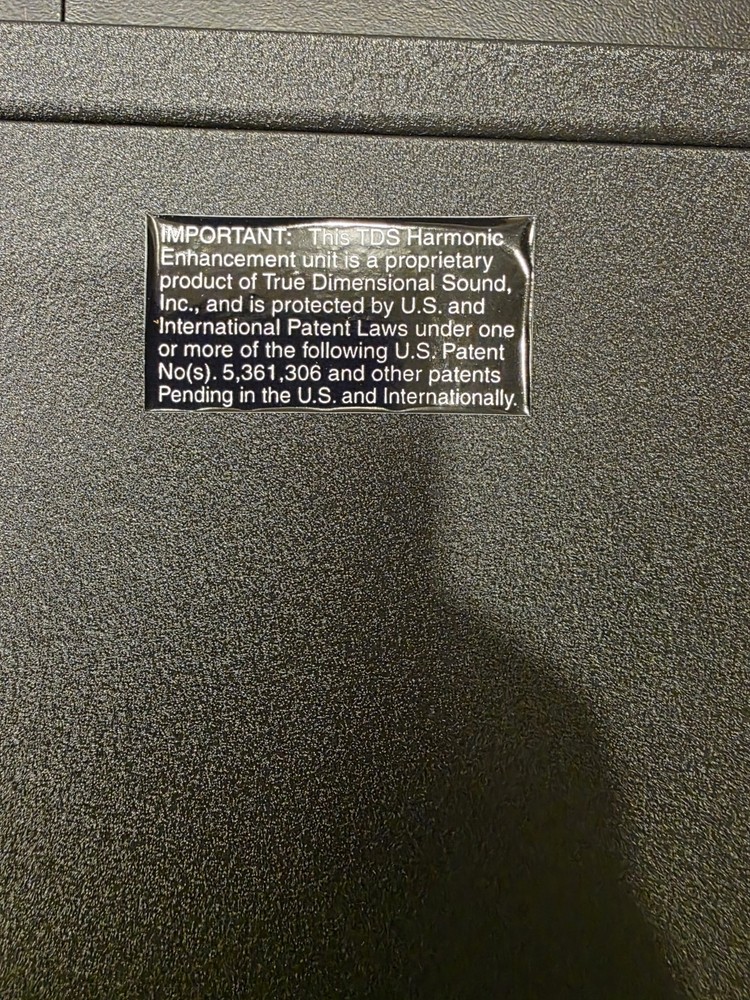 IMPORTANT: This TDS Harmonic
Enhancement unit is a proprietary
product of True Dimensional Sound,
Inc., and is protected by U.S. and
International Patent Laws under one
or more of the following U.S. Patent
No(s). 5,361,306 and other patents
Pending in the U.S. and Internationally.